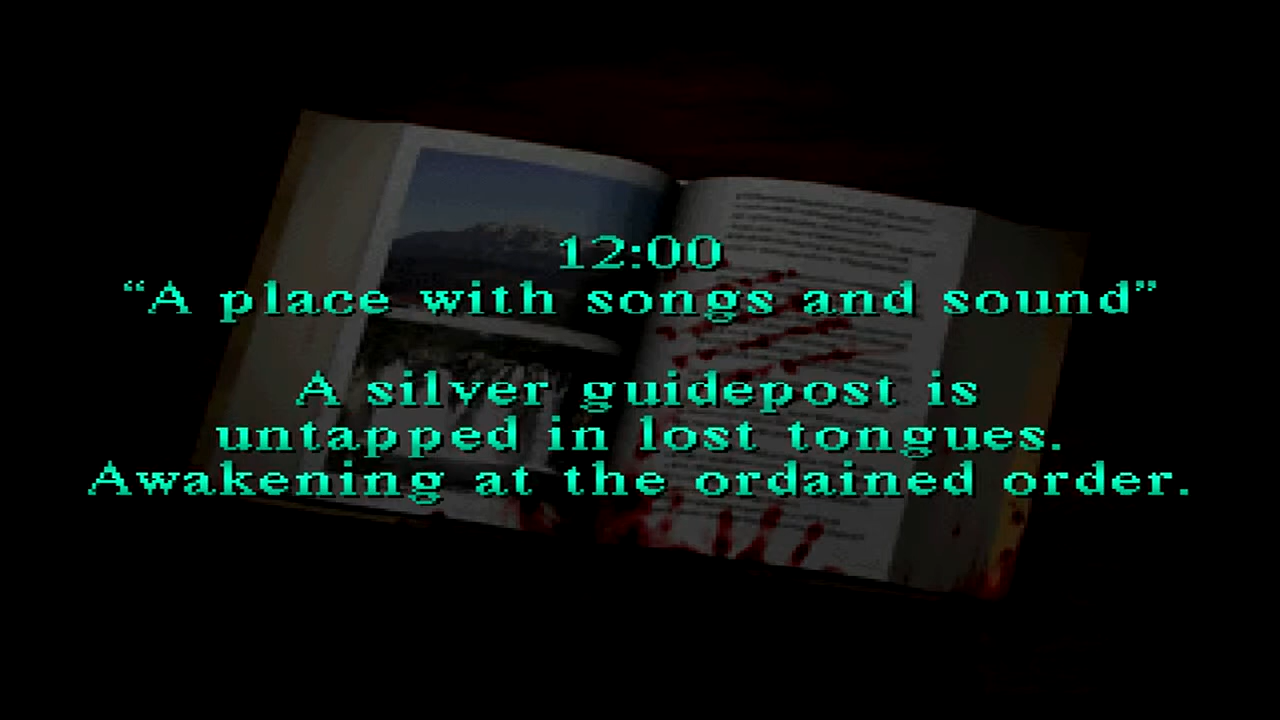 12:00
“A place with songs and sound”
A silver guidepost is
untapped in lost tongues.
Awakening at the ordained order.